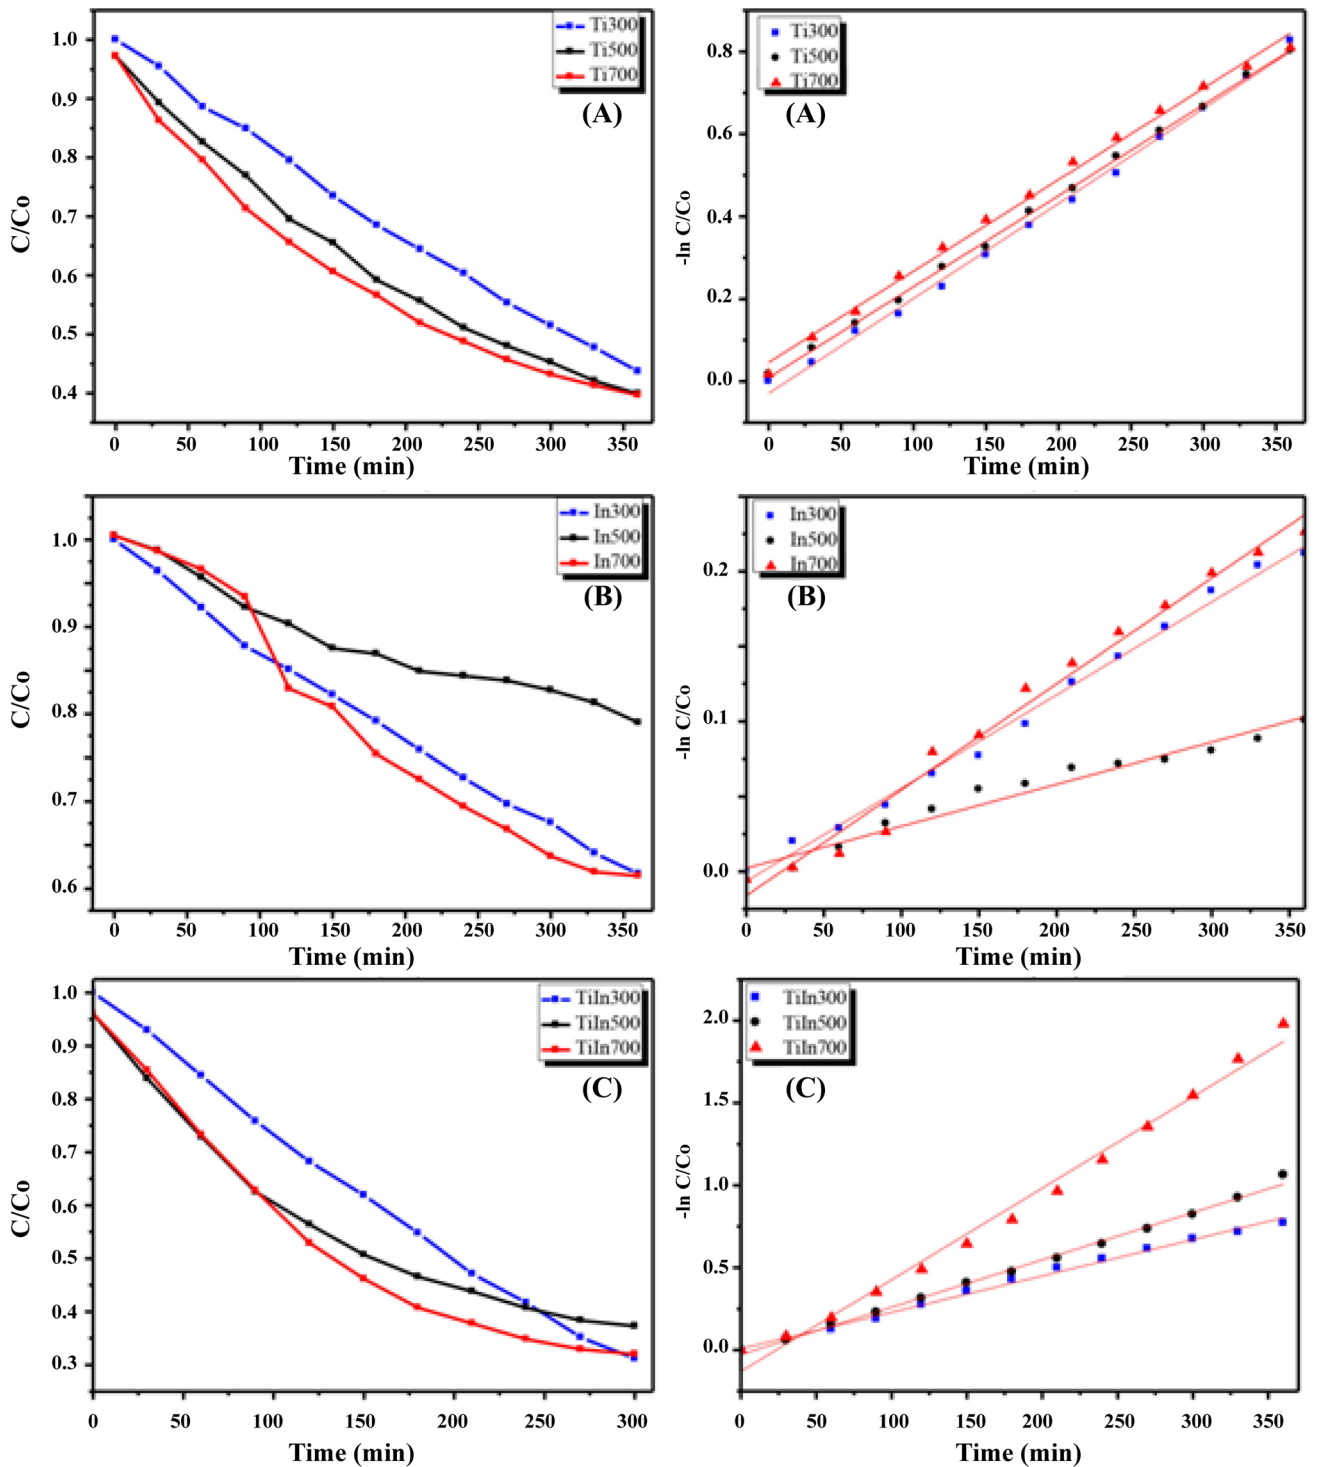 1.0
0.9
0.8
0.7
0.6
0.5
0.4
C/Co
Ti300
Ti500
Ti700
(A)
0 50 100 150 200 250 300 350
Time (min)
0.8
0.6
0.4
0.2
0.0
-ln C/Co
Ti300
Ti500
Ti700
(A)
0 50 100 150 200 250 300 350
Time (min)
1.0
0.9
0.8
0.7
0.6
C/Co
In300
In500
In700
(B)
0 50 100 150 200 250 300 350
Time (min)
0.2
0.1
0.0
-ln C/Co
In300
In500
In700
(B)
0 50 100 150 200 250 300 350
Time (min)
1.0
0.9
0.8
0.7
0.6
0.5
0.4
0.3
C/Co
TiIn300
TiIn500
TiIn700
(C)
0 50 100 150 200 250 300
Time (min)
2.0
1.5
1.0
0.5
0.0
-ln C/Co
TiIn300
TiIn500
TiIn700
(C)
0 50 100 150 200 250 300 350
Time (min)